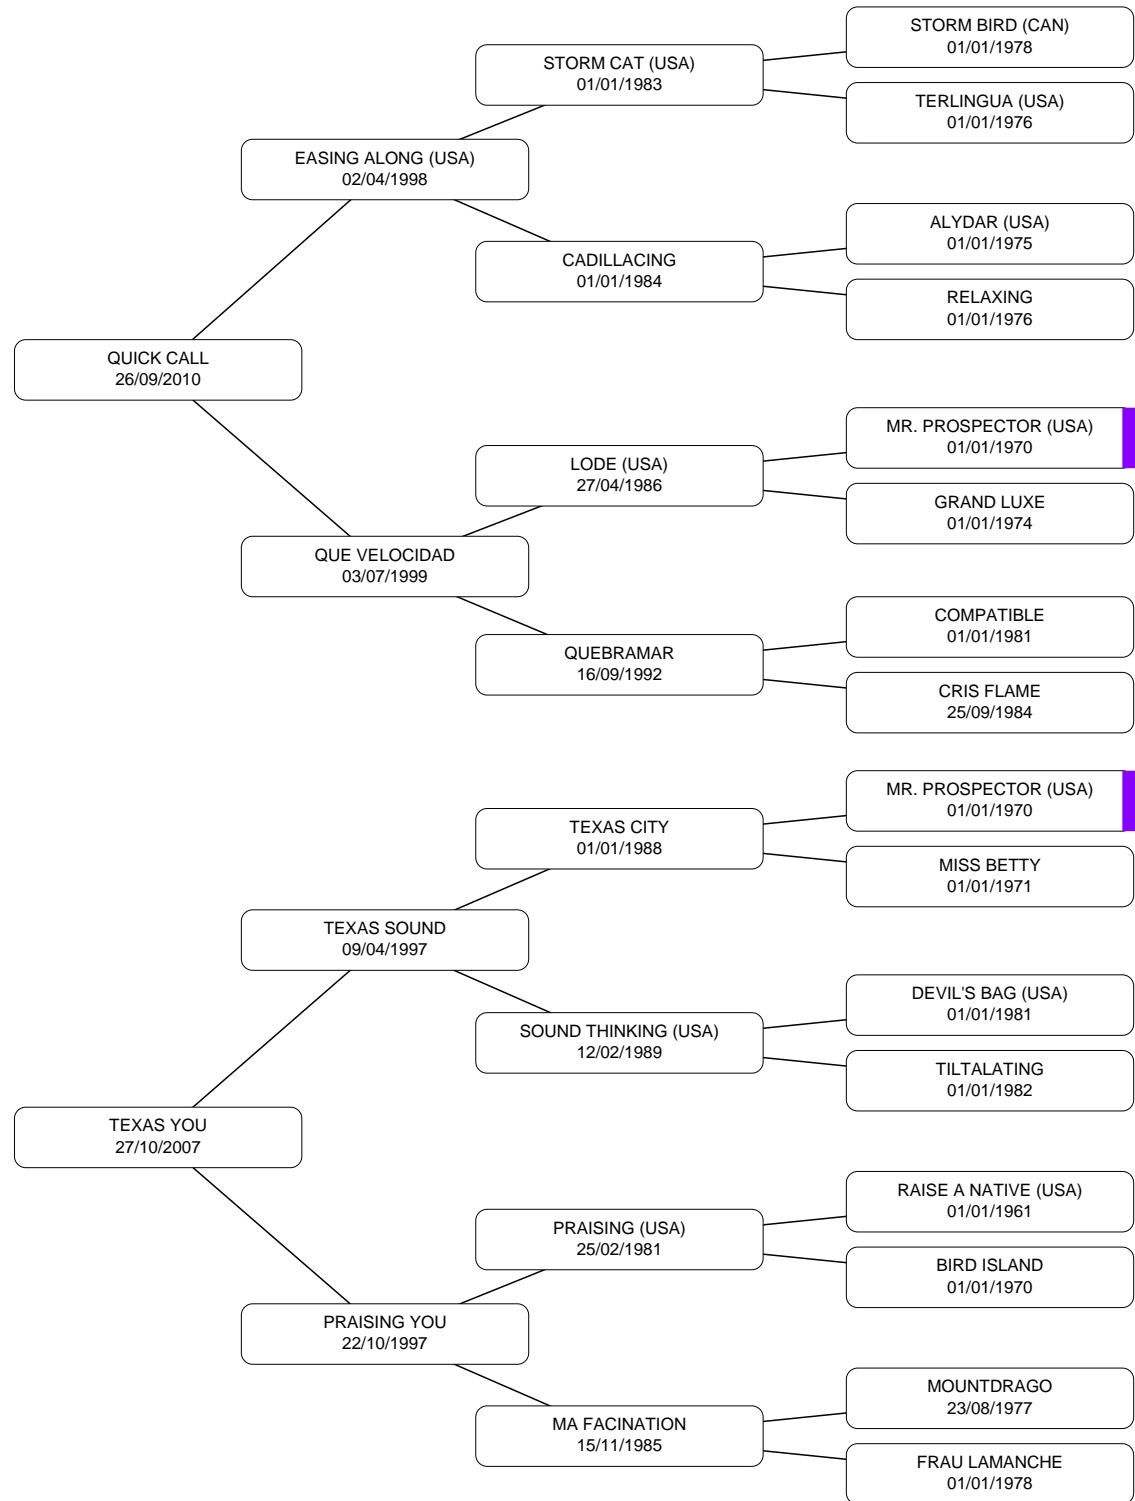 STORM BIRD (CAN)
01/01/1978
STORM CAT (USA)
01/01/1983
TERLINGUA (USA)
01/01/1976
EASING ALONG (USA)
02/04/1998
ALYDAR (USA)
01/01/1975
CADILLACING
01/01/1984
RELAXING
01/01/1976
QUICK CALL
26/09/2010
MR. PROSPECTOR (USA)
01/01/1970
LODE (USA)
27/04/1986
GRAND LUXE
01/01/1974
QUE VELOCIDAD
03/07/1999
COMPATIBLE
01/01/1981
QUEBRAMAR
16/09/1992
CRIS FLAME
25/09/1984
MR. PROSPECTOR (USA)
01/01/1970
TEXAS CITY
01/01/1988
MISS BETTY
01/01/1971
TEXAS SOUND
09/04/1997
DEVIL'S BAG (USA)
01/01/1981
SOUND THINKING (USA)
12/02/1989
TILTALATING
01/01/1982
TEXAS YOU
27/10/2007
RAISE A NATIVE (USA)
01/01/1961
PRAISING (USA)
25/02/1981
BIRD ISLAND
01/01/1970
PRAISING YOU
22/10/1997
MOUNTDRAGO
23/08/1977
MA FACINATION
15/11/1985
FRAU LAMANCHE
01/01/1978